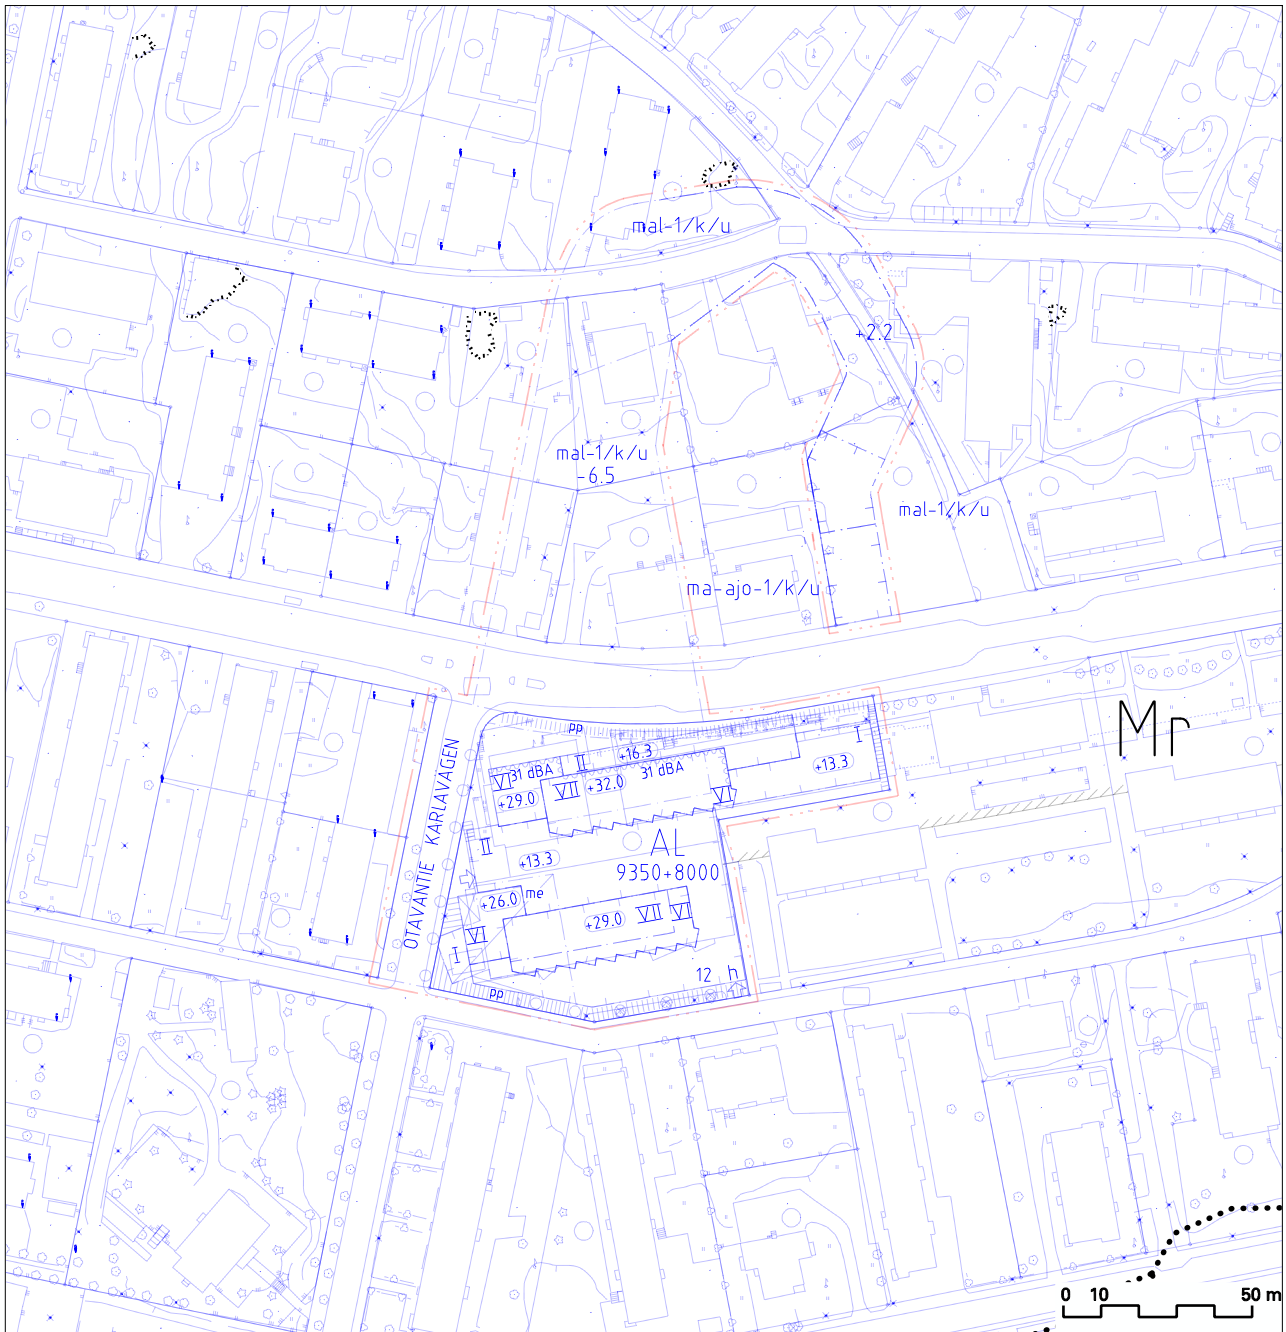 mal-1/k/u
+2.2
mal-1/k/u
-6.5
mal-1/k/u
ma-ajo-1/k/u
Mr
pp
OTAVANTIE KARLAVAGEN
+16.3
I
II
VI 31 dBA
31 dBA
+13.3
VII +32.0
+29.0
VI
II
AL
+13.3
9350+8000
+26.0 me
+29.0 VII VI
VI
I
12 h
pp
0 10 50 m